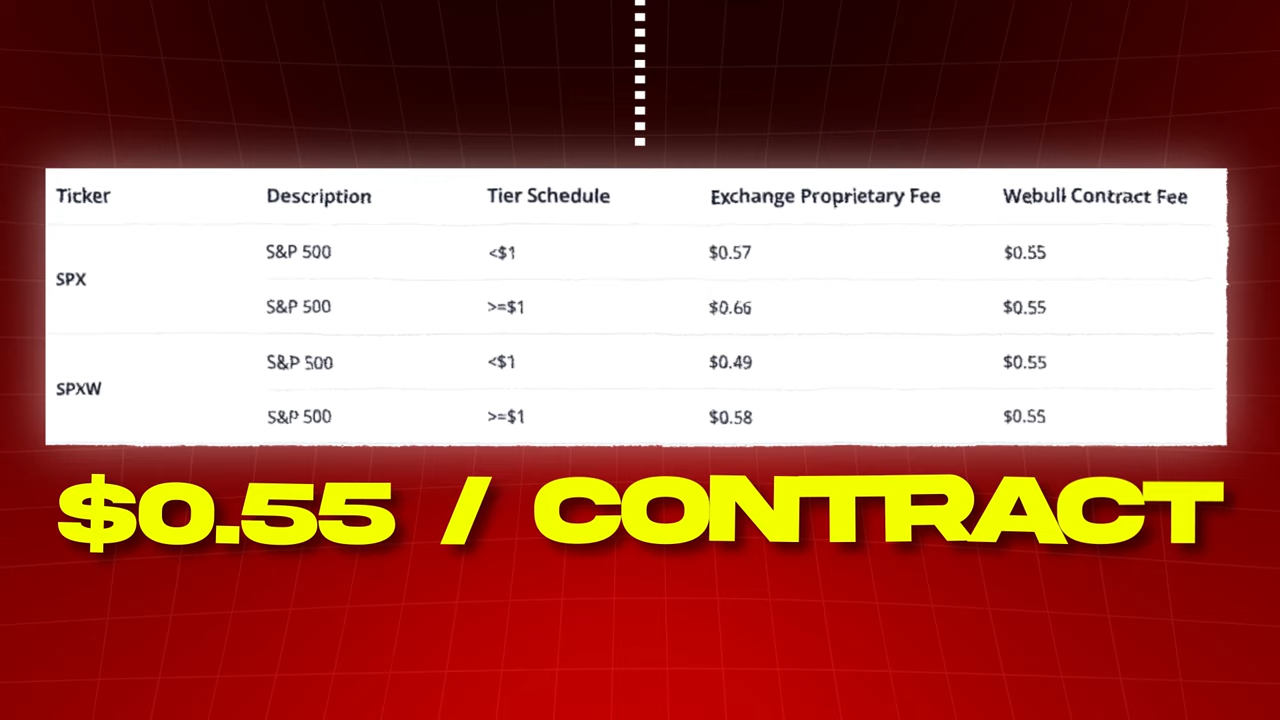 Ticker Description Tier Schedule Exchange Proprietary Fee Webull Contract Fee
SPX
S&P 500 <$1 $0.57 $0.55
S&P 500 >=$1 $0.66 $0.55
SPXW
S&P 500 <$1 $0.49 $0.55
S&P 500 >=$1 $0.58 $0.55
$0.55 / CONTRACT